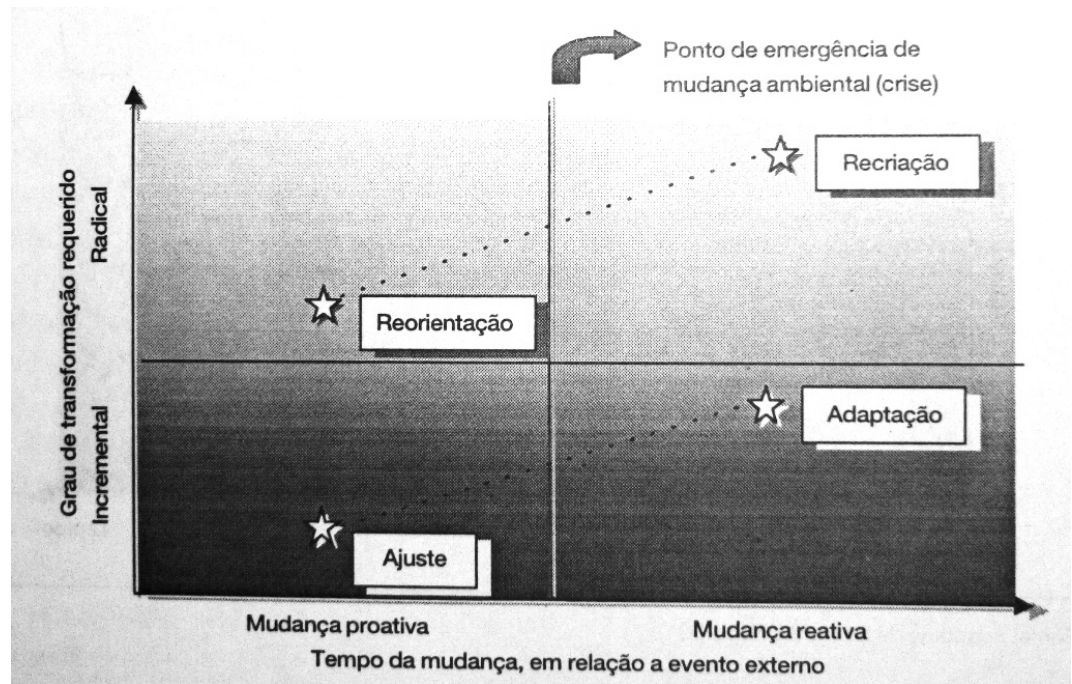 Ponto de emergência de
mudança ambiental (crise)
Recriação
Reorientação
Adaptação
Ajuste
Grau de transformação requerido
Radical
Incremental
Mudança proativa
Mudança reativa
Tempo da mudança, em relação a evento externo